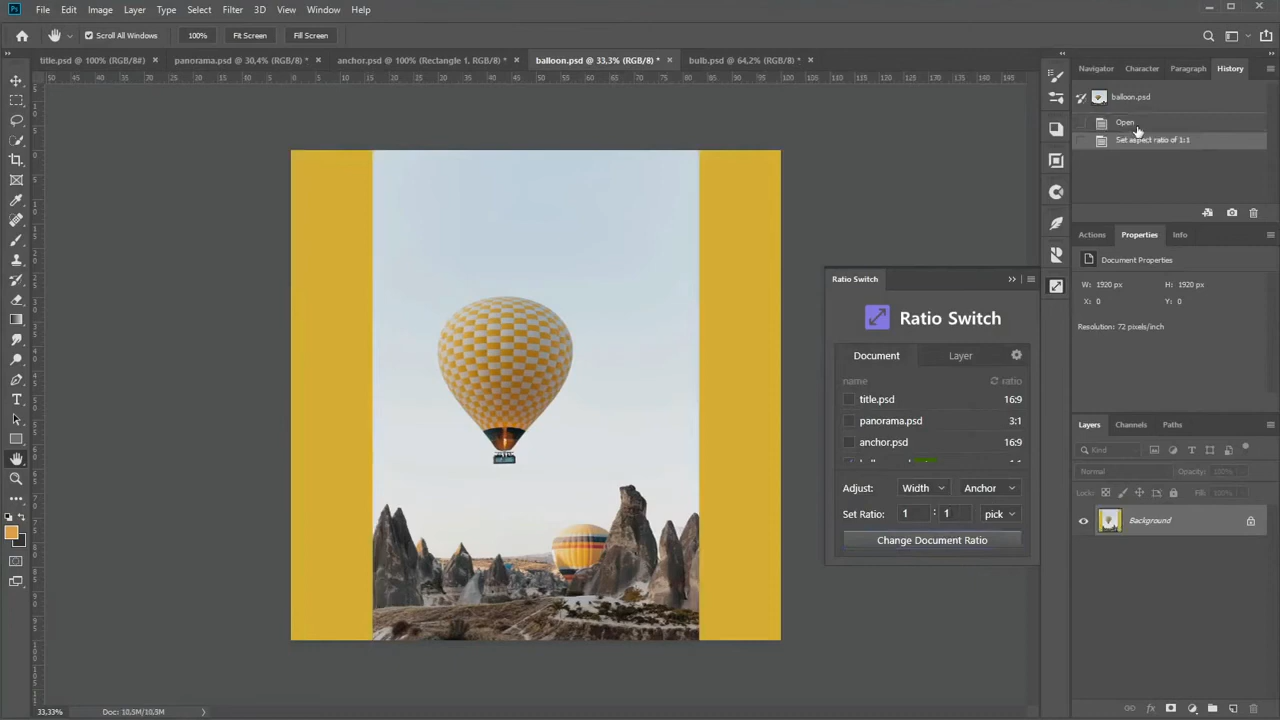 Ps File Edit Image Layer Type Select Filter 3D View Window Help
Scroll All Windows 100% Fit Screen Fill Screen
title.psd @ 100% (RGB/8#) panorama.psd @ 30,4% (RGB/8) * anchor.psd @ 100% (Rectangle 1, RGB/8) * balloon.psd @ 33,3% (RGB/8) * bulb.psd @ 64,2% (RGB/8) *
Navigator Character Paragraph History
balloon.psd
Open
Set aspect ratio of 1:1
Actions Properties Info
Document Properties
W: 1920 px H: 1920 px
X: 0 Y: 0
Resolution: 72 pixels/inch
Ratio Switch
Ratio Switch
Document Layer
name ratio
title.psd 16:9
panorama.psd 3:1
anchor.psd 16:9
Adjust: Width Anchor
Set Ratio: 1 : 1 pick
Change Document Ratio
Layers Channels Paths
Kind
Normal Opacity: 100%
Lock: Fill: 100%
Background
33,33% Doc: 10,5M/10,3M